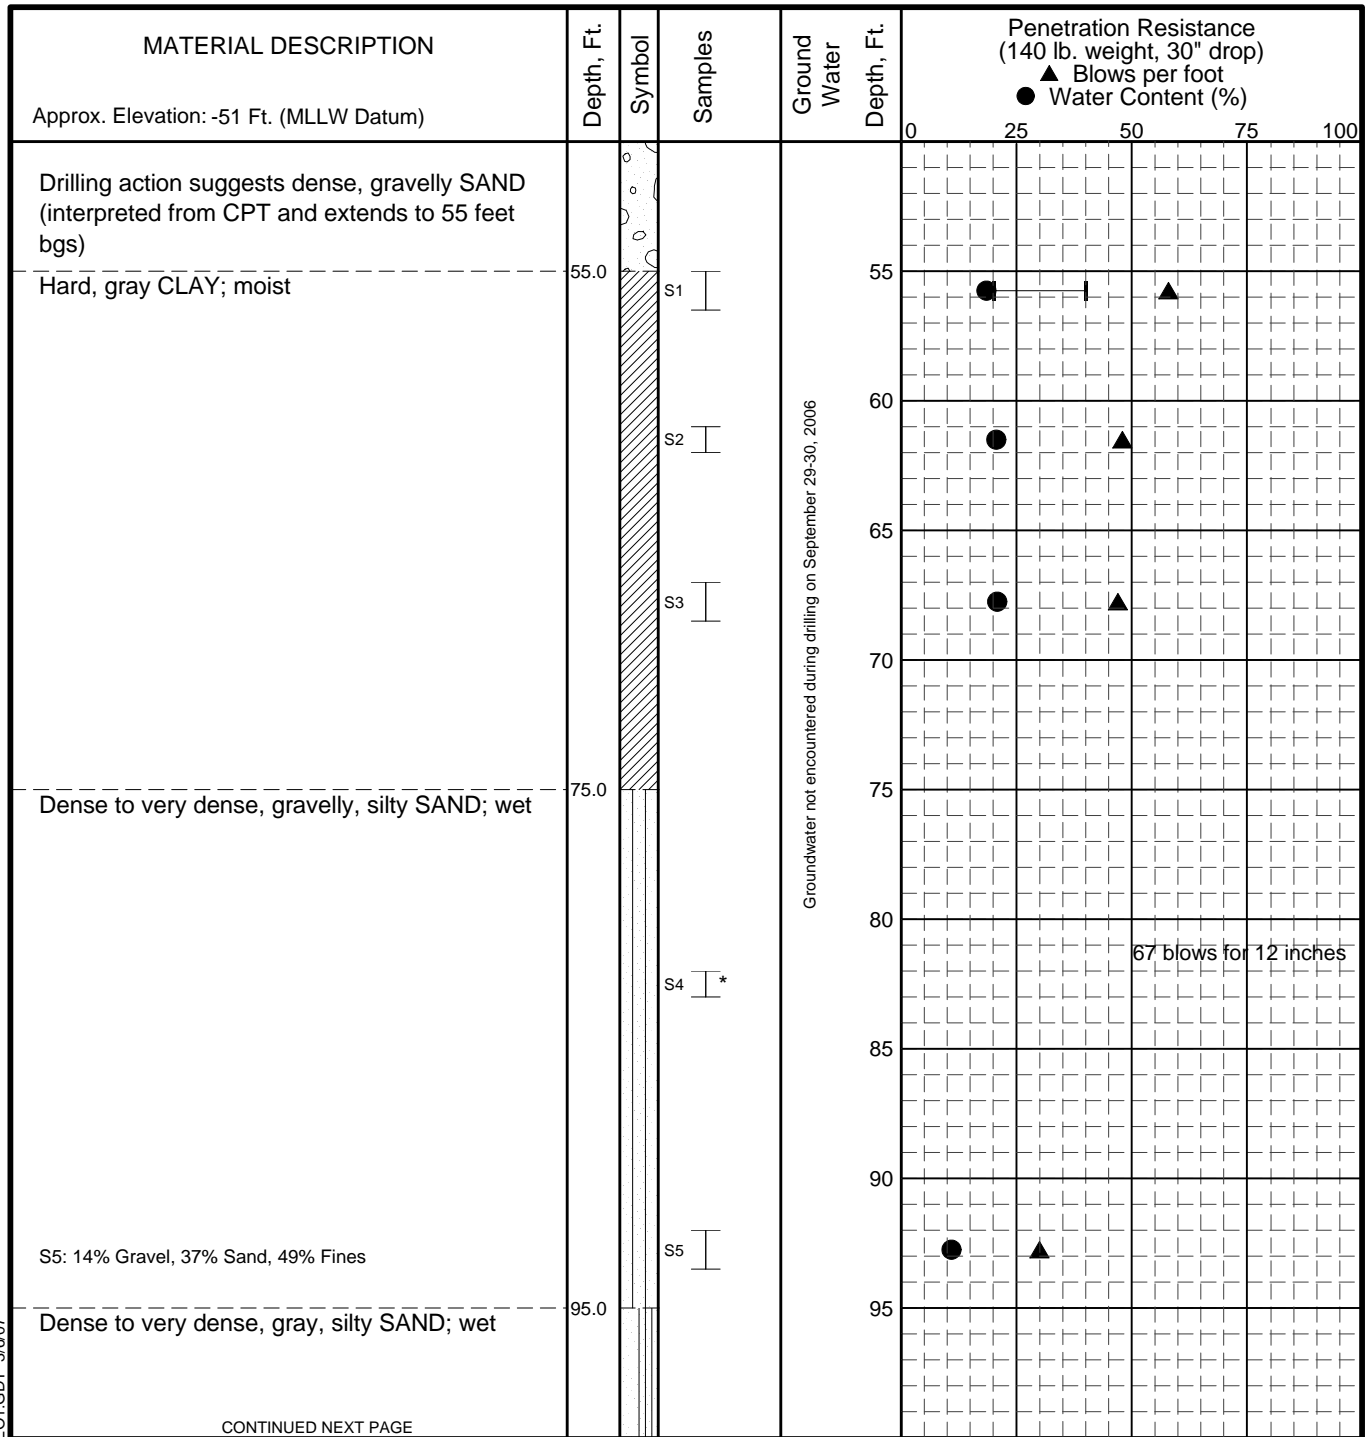 MATERIAL DESCRIPTION
Approx. Elevation: -51 Ft. (MLLW Datum)
Depth, Ft.
Symbol
Samples
Ground
Water
Depth, Ft.
Penetration Resistance
(140 lb. weight, 30" drop)
▲ Blows per foot
● Water Content (%)
0 25 50 75 100
Drilling action suggests dense, gravelly SAND
(interpreted from CPT and extends to 55 feet
bgs)
55.0
55
Hard, gray CLAY; moist
S1
60
S2
65
S3
70
Groundwater not encountered during drilling on September 29-30, 2006
75.0
75
Dense to very dense, gravelly, silty SAND; wet
80
67 blows for 12 inches
S4 *
85
90
S5
S5: 14% Gravel, 37% Sand, 49% Fines
95.0
95
Dense to very dense, gray, silty SAND; wet
CONTINUED NEXT PAGE